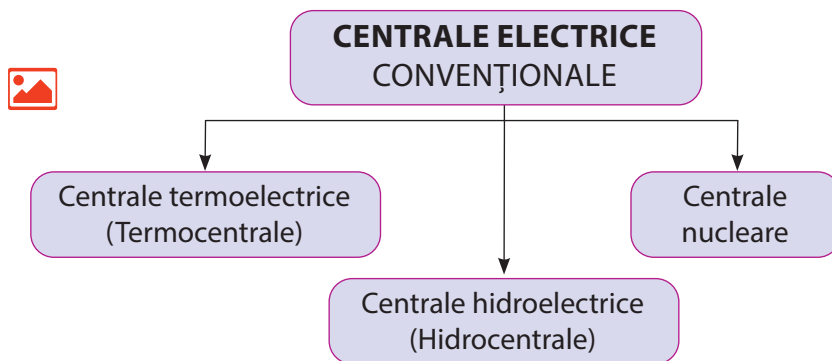 CENTRALE ELECTRICE
CONVENȚIONALE
Centrale termoelectrice
(Termocentrale)
Centrale
nucleare
Centrale hidroelectrice
(Hidrocentrale)